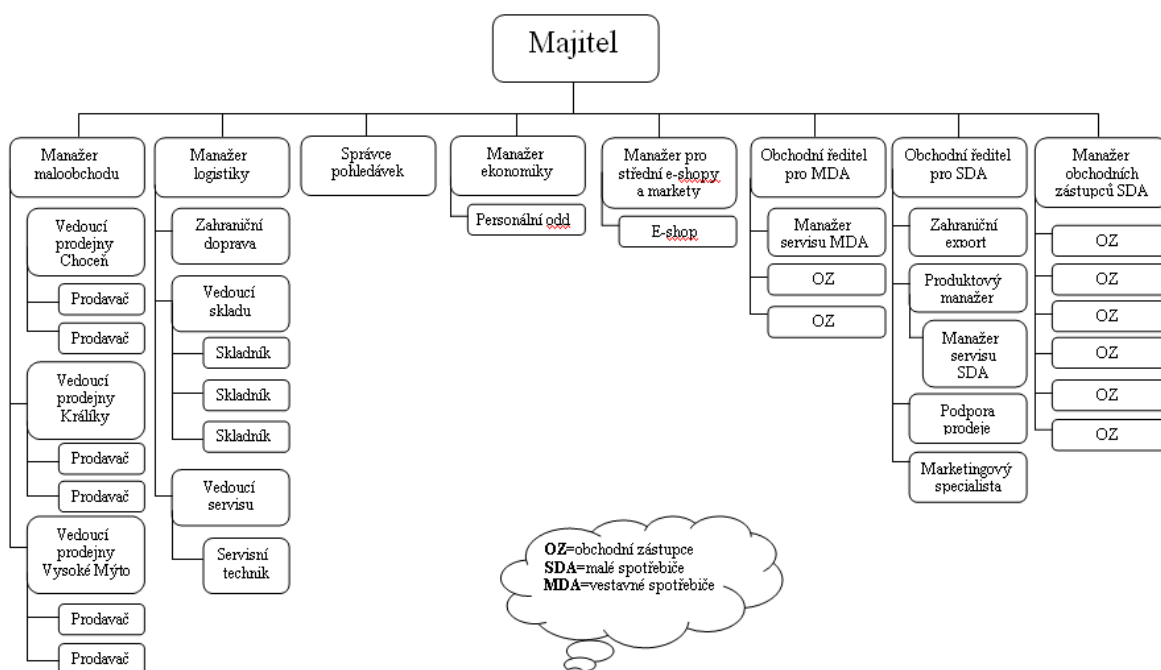 Majitel
Manažer
maloobchodu
Vedoucí
prodejny
Choceň
Prodavač
Prodavač
Vedoucí
prodejny
Králíky
Prodavač
Prodavač
Vedoucí
prodejny
Vysoké Mýto
Prodavač
Prodavač
Manažer
logistiky
Zahraniční
doprava
Vedoucí
skladu
Skladník
Skladník
Skladník
Vedoucí
servisu
Servisní
technik
Správce
pohledávek
Manažer
ekonomiky
Personální odd
Manažer pro
střední e-shopy
a markety
E-shop
Obchodní ředitel
pro MDA
Manažer
servisu MDA
OZ
OZ
Obchodní ředitel
pro SDA
Zahraniční
export
Produktový
manažer
Manažer
servisu
SDA
Podpora
prodeje
Marketingový
specialista
Manažer
obchodních
zástupců SDA
OZ
OZ
OZ
OZ
OZ
OZ
OZ=obchodní zástupce
SDA=malé spotřebiče
MDA=vestavné spotřebiče